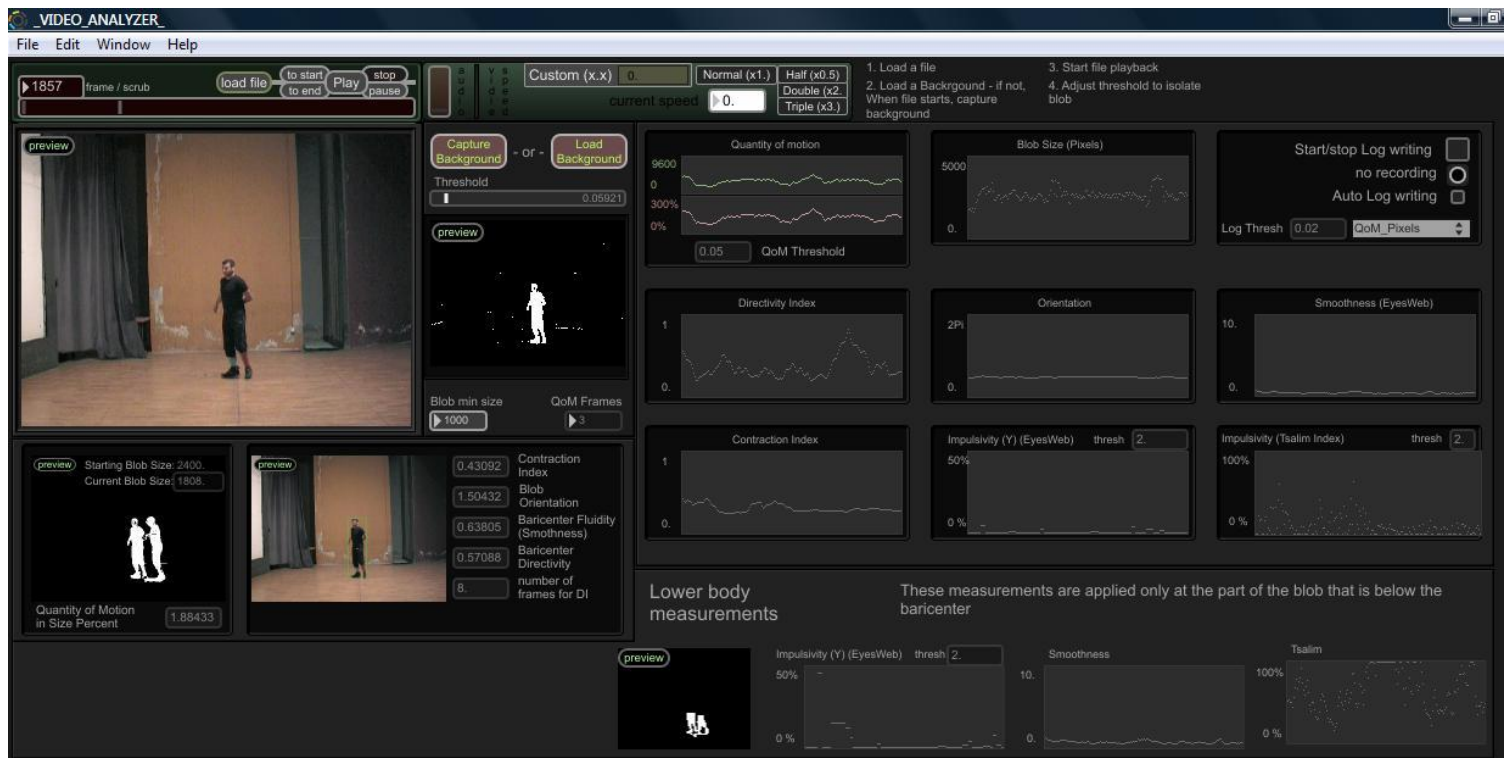 _VIDEO_ANALYZER_
File Edit Window Help
1857 frame / scrub
load file
to start
to end
Play
stop
pause
audio
video
speed
Custom (x.x) 0.
current speed 0.
Normal (x1.)
Half (x0.5)
Double (x2.
Triple (x3.)
1. Load a file
2. Load a Backrgound - if not,
When file starts, capture
background
3. Start file playback
4. Adjust threshold to isolate
blob
preview
Capture
Background
- or -
Load
Background
Threshold
0.05921
preview
Blob min size
1000
QoM Frames
3
Quantity of motion
9600
0
300%
0%
0.05 QoM Threshold
Blob Size (Pixels)
5000
0.
Start/stop Log writing
no recording
Auto Log writing
Log Thresh 0.02 QoM_Pixels
Directivity Index
1
0.
Orientation
2Pi
0.
Smoothness (EyesWeb)
10.
0.
Contraction Index
1
0.
Impulsivity (Y) (EyesWeb) thresh 2.
50%
0 %
Impulsivity (Tsalim Index) thresh 2.
100%
0 %
preview
Starting Blob Size: 2400.
Current Blob Size: 1808.
Quantity of Motion
in Size Percent
1.88433
preview
0.43092 Contraction
Index
1.50432 Blob
Orientation
0.63805 Baricenter Fluidity
(Smothness)
0.57088 Baricenter
Directivity
8. number of
frames for DI
Lower body
measurements
These measurements are applied only at the part of the blob that is below the
baricenter
preview
Impulsivity (Y) (EyesWeb) thresh 2.
50%
0 %
Smoothness
10.
0.
Tsalim
100%
0 %